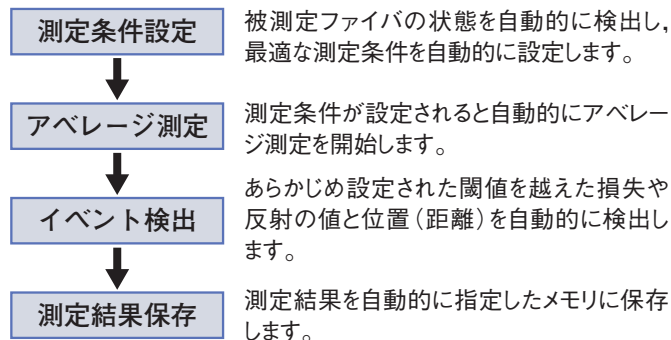 測定条件設定
被測定ファイバの状態を自動的に検出し，
最適な測定条件を自動的に設定します。
アベレージ測定
測定条件が設定されると自動的にアベレー
ジ測定を開始します。
イベント検出
あらかじめ設定された閾値を越えた損失や
反射の値と位置（距離）を自動的に検出し
ます。
測定結果保存
測定結果を自動的に指定したメモリに保存
します。